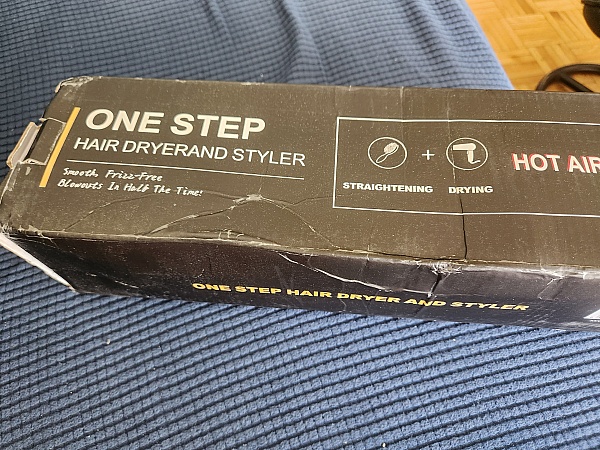 ONE STEP
HAIR DRYERAND STYLER
Smooth, Frizz-Free
Blowouts In Half The Time!
STRAIGHTENING + DRYING
HOT AIR
ONE STEP HAIR DRYER AND STYLER